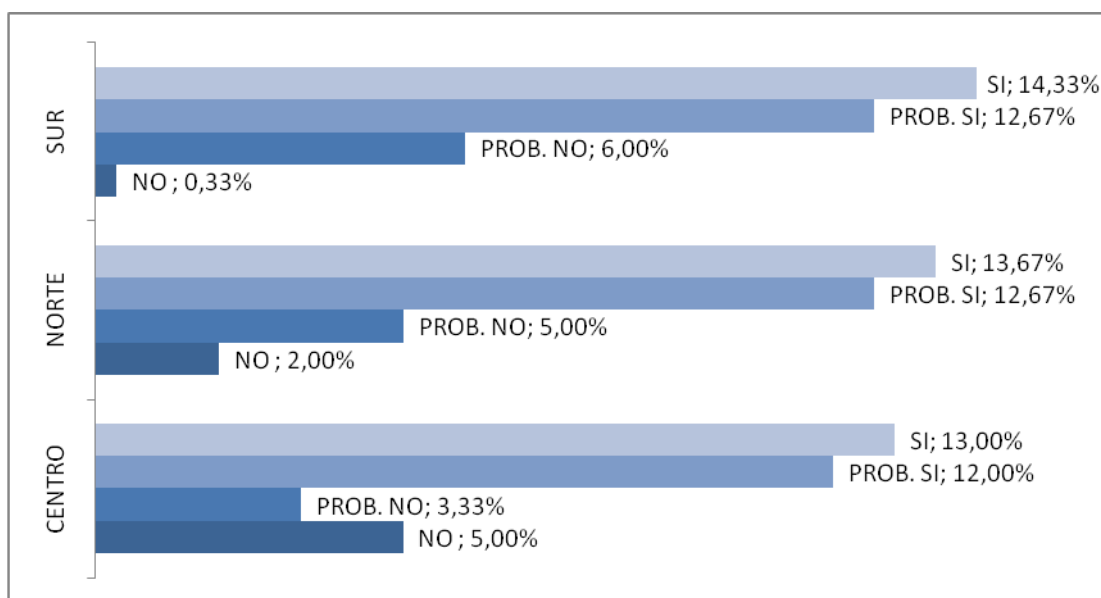 SUR
SI; 14,33%
PROB. SI; 12,67%
PROB. NO; 6,00%
NO ; 0,33%
NORTE
SI; 13,67%
PROB. SI; 12,67%
PROB. NO; 5,00%
NO ; 2,00%
CENTRO
SI; 13,00%
PROB. SI; 12,00%
PROB. NO; 3,33%
NO ; 5,00%